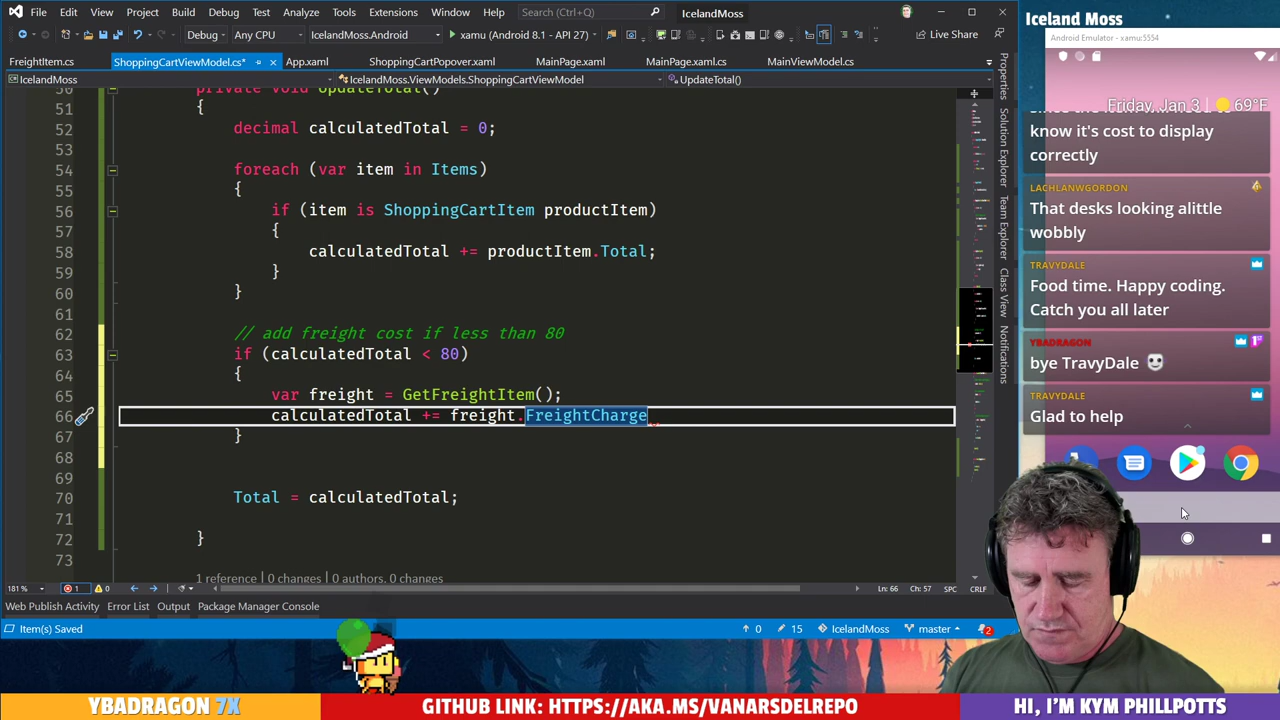 File Edit View Project Build Debug Test Analyze Tools Extensions Window Help Search (Ctrl+Q) IcelandMoss
Debug Any CPU IcelandMoss.Android xamu (Android 8.1 - API 27) Live Share
FreightItem.cs ShoppingCartViewModel.cs* App.xaml ShoppingCartPopover.xaml MainPage.xaml MainPage.xaml.cs MainViewModel.cs
IcelandMoss IcelandMoss.ViewModels.ShoppingCartViewModel UpdateTotal()
50 private void UpdateTotal()
51 {
52 decimal calculatedTotal = 0;
53
54 foreach (var item in Items)
55 {
56 if (item is ShoppingCartItem productItem)
57 {
58 calculatedTotal += productItem.Total;
59 }
60 }
61
62 // add freight cost if less than 80
63 if (calculatedTotal < 80)
64 {
65 var freight = GetFreightItem();
66 calculatedTotal += freight.FreightCharge
67 }
68
69
70 Total = calculatedTotal;
71
72 }
73
1 reference | 0 changes | 0 authors, 0 changes
181 % 1 0 Ln: 66 Ch: 57 SPC CRLF
Web Publish Activity Error List Output Package Manager Console
Item(s) Saved 0 15 IcelandMoss master 2
Properties
Solution Explorer
Team Explorer
Class View
Notifications
Iceland Moss
Android Emulator - xamu:5554
Friday, Jan 3 69°F
know it's cost to display
correctly
LACHLANWGORDON
That desks looking alittle
wobbly
TRAVYDALE
Food time. Happy coding.
Catch you all later
YBADRAGON
bye TravyDale
TRAVYDALE
Glad to help
YBADRAGON 7X
GITHUB LINK: HTTPS://AKA.MS/VANARSDELREPO
HI, I'M KYM PHILLPOTTS